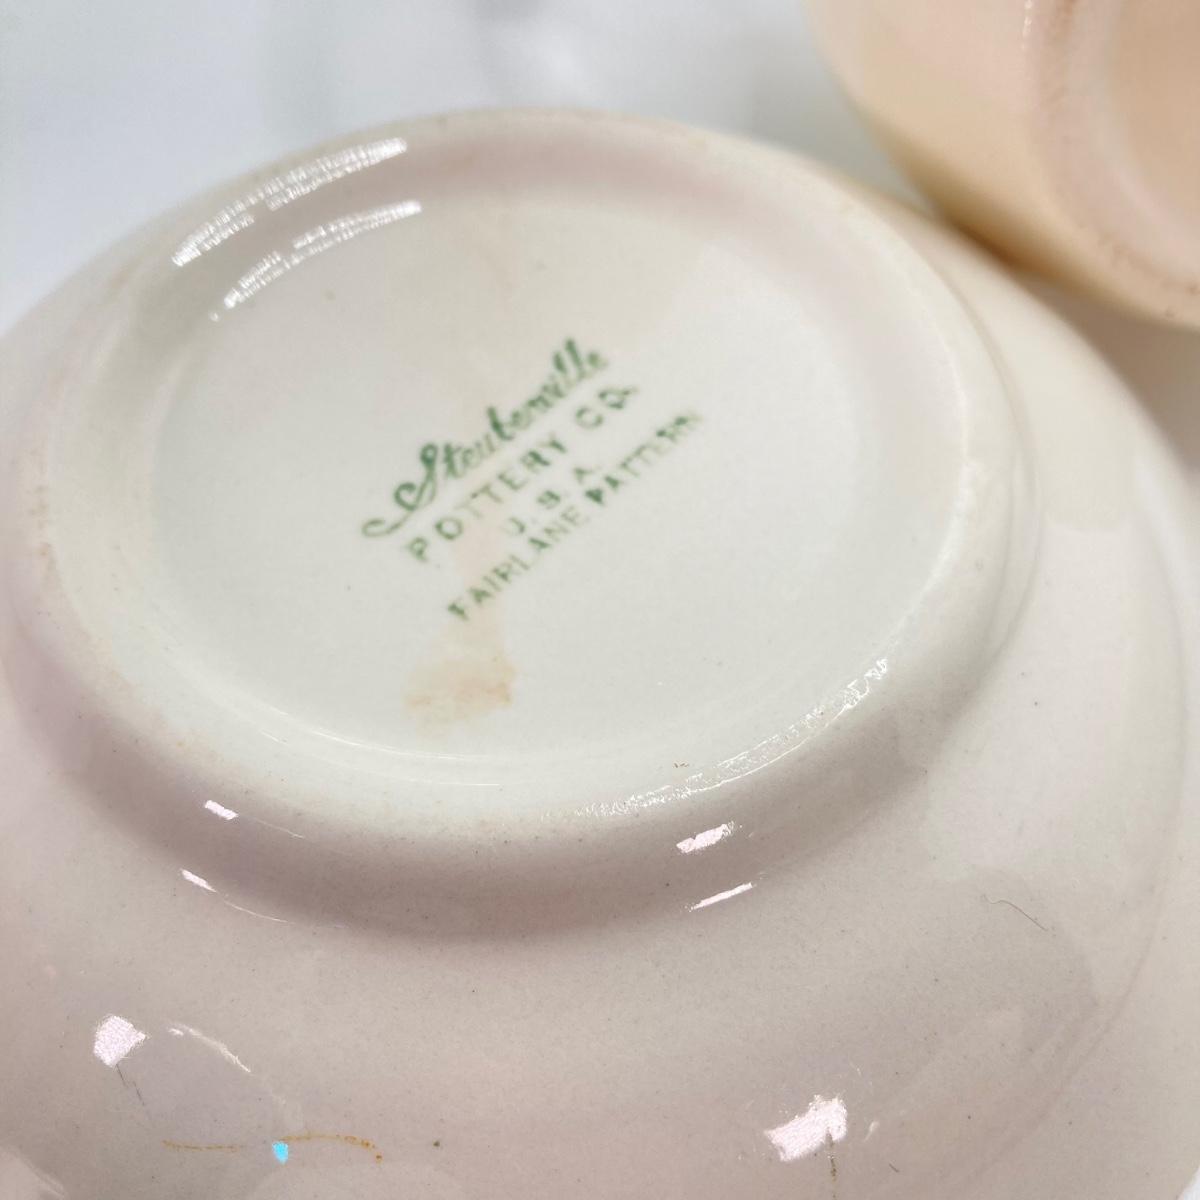 Steubenville
POTTERY CO.
U. S. A.
FAIRLANE PATTERN